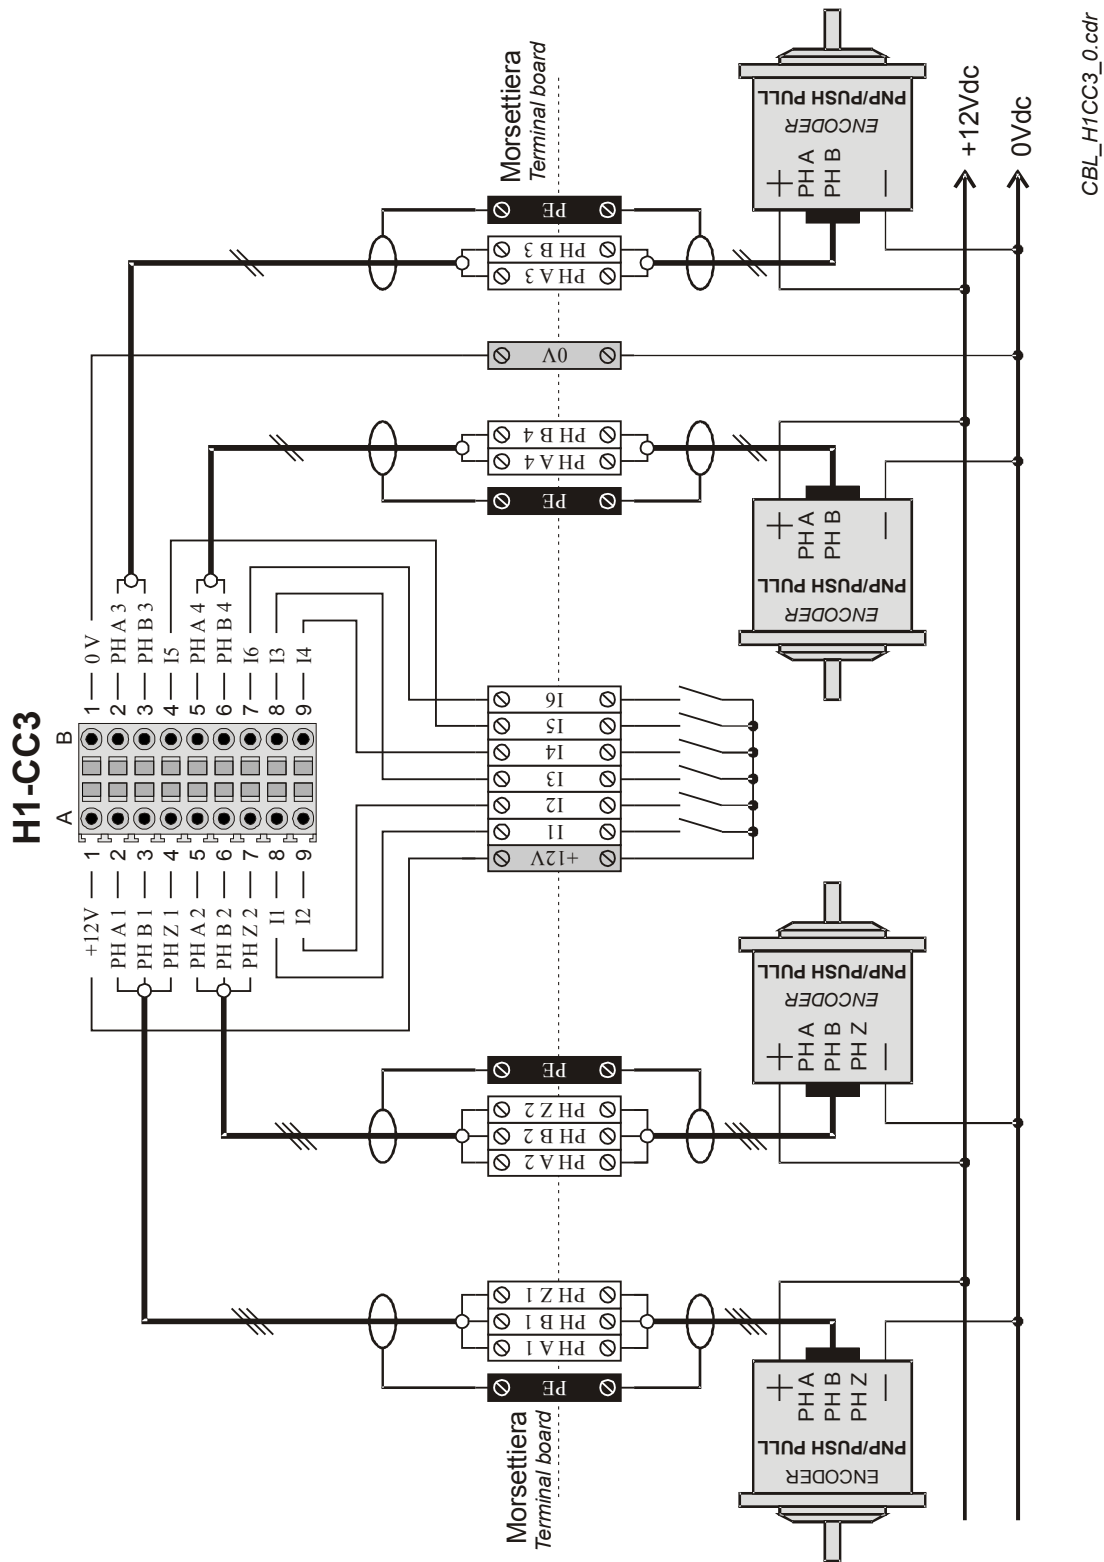 H1-CC3
A
B
+12V 1
PH A 1 2
PH B 1 3
PH Z 1 4
PH A 2 5
PH B 2 6
PH Z 2 7
I1 8
I2 9
1 0 V
2 PH A 3
3 PH B 3
4 I5
5 PH A 4
6 PH B 4
7 I6
8 I3
9 I4
Morsettiera
Terminal board
PE
PH A 1
PH B 1
PH Z 1
PH A 2
PH B 2
PH Z 2
PE
+12V
I1
I2
I3
I4
I5
I6
PE
PH A 4
PH B 4
0V
PH A 3
PH B 3
PE
Morsettiera
Terminal board
ENCODER
PNP/PUSH PULL
+
PH A
PH B
PH Z
—
ENCODER
PNP/PUSH PULL
+
PH A
PH B
PH Z
—
ENCODER
PNP/PUSH PULL
+
PH A
PH B
—
ENCODER
PNP/PUSH PULL
+
PH A
PH B
—
+12Vdc
0Vdc
CBL_H1CC3_0.cdr